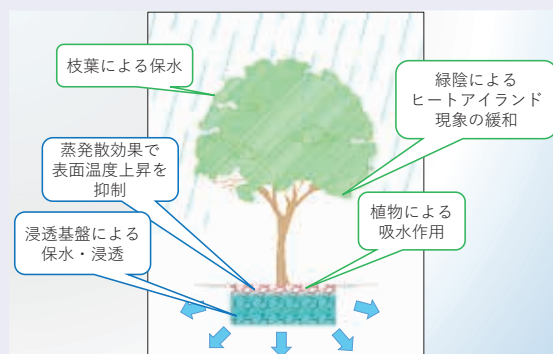 枝葉による保水
緑陰による
ヒートアイランド
現象の緩和
蒸発散効果で
表面温度上昇を
抑制
植物による
吸水作用
浸透基盤による
保水・浸透